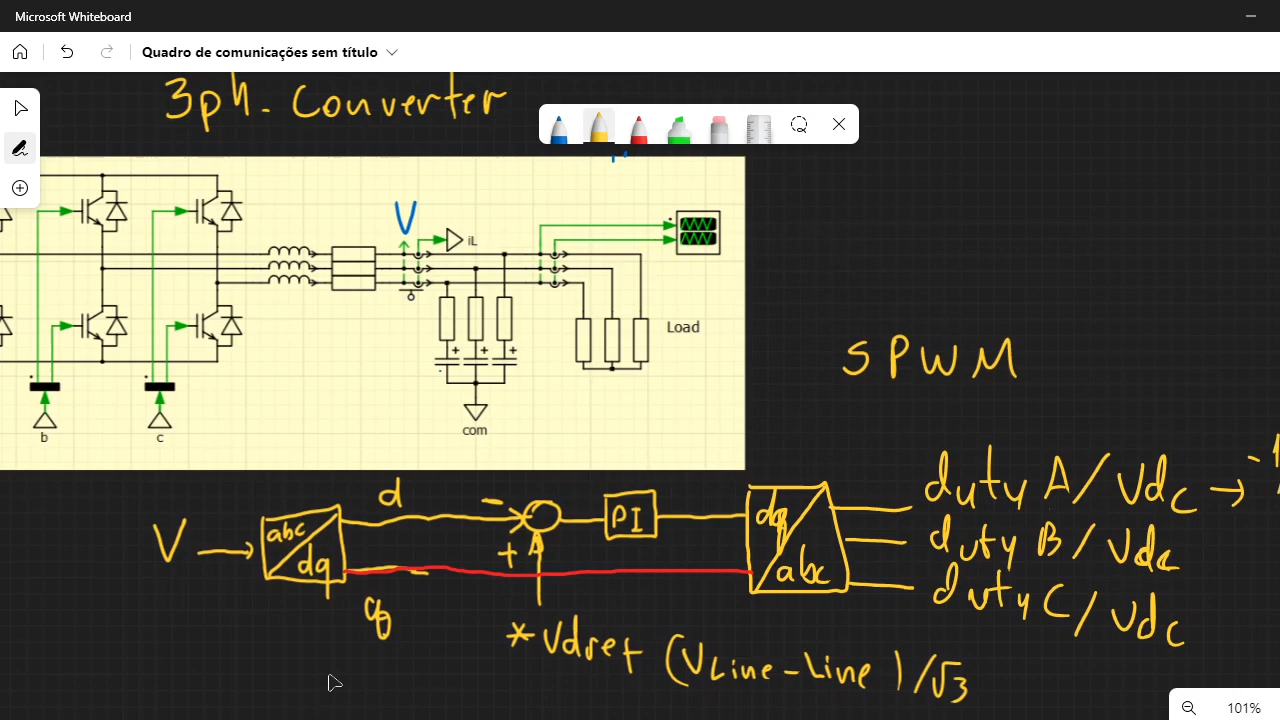 Microsoft Whiteboard
Quadro de comunicações sem título
3ph. Converter
V
iL
Load
com
b
c
SPWM
V
abc
dq
d
q
-
+
PI
*Vdref (VLine-Line)/√3
dq
abc
duty A/Vdc → -1
duty B/Vdc
duty C/Vdc
101%